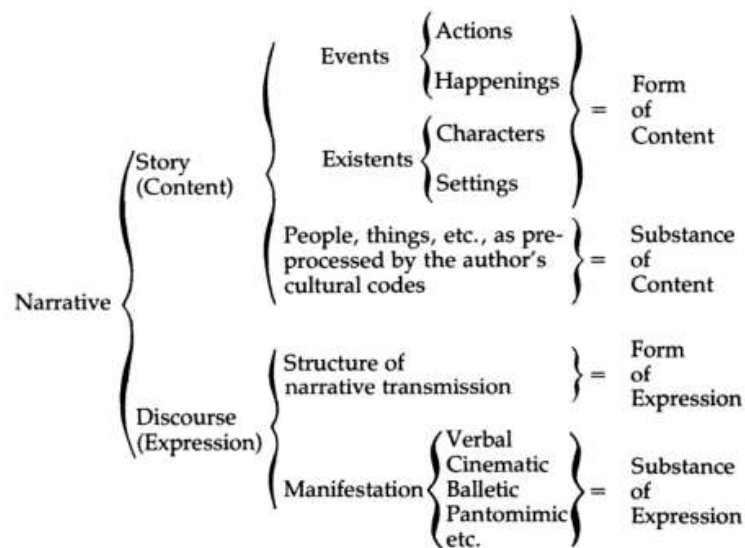 Events
Actions
Happenings
Existents
Characters
Settings
=
Form
of
Content
Story
(Content)
People, things, etc., as pre-
processed by the author's
cultural codes
=
Substance
of
Content
Narrative
Discourse
(Expression)
Structure of
narrative transmission
=
Form
of
Expression
Manifestation
Verbal
Cinematic
Balletic
Pantomimic
etc.
=
Substance
of
Expression